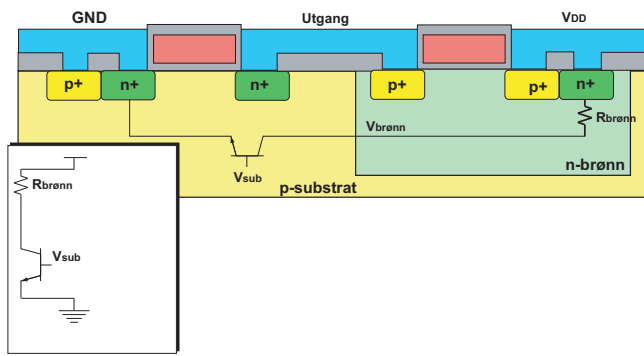 GND Utgang VDD
p+ n+ n+ p+ p+ n+
Vbrønn Rbrønn
Vsub
n-brønn
p-substrat
Rbrønn
Vsub